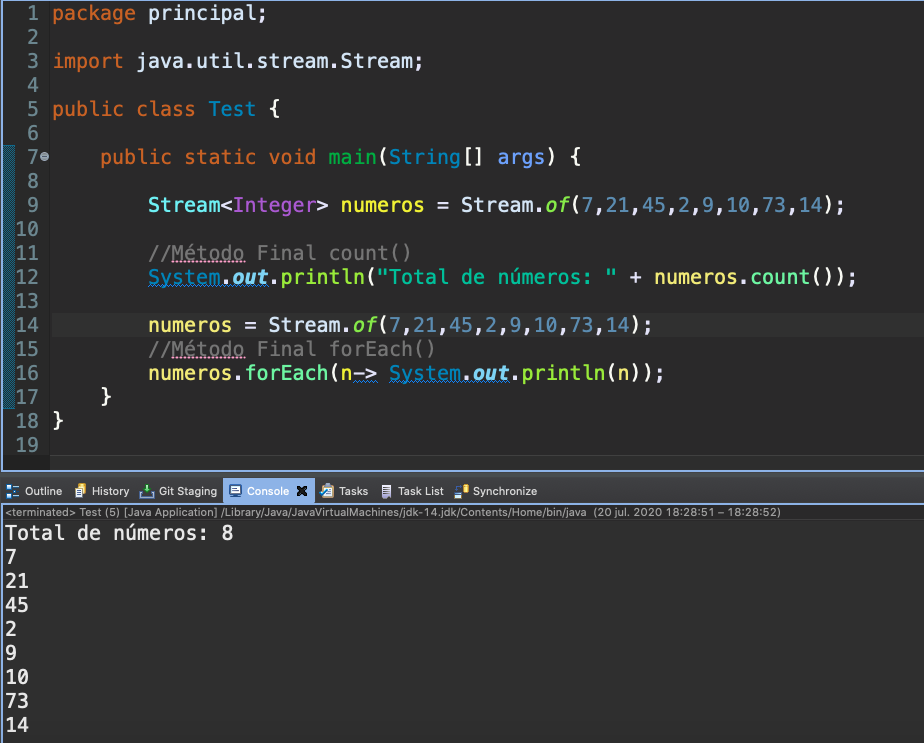 1 package principal;
2
3 import java.util.stream.Stream;
4
5 public class Test {
6
7 public static void main(String[] args) {
8
9 Stream<Integer> numeros = Stream.of(7,21,45,2,9,10,73,14);
10
11 //Método Final count()
12 System.out.println("Total de números: " + numeros.count());
13
14 numeros = Stream.of(7,21,45,2,9,10,73,14);
15 //Método Final forEach()
16 numeros.forEach(n-> System.out.println(n));
17 }
18 }
19
Outline History Git Staging Console Tasks Task List Synchronize
<terminated> Test (5) [Java Application] /Library/Java/JavaVirtualMachines/jdk-14.jdk/Contents/Home/bin/java (20 jul. 2020 18:28:51 – 18:28:52)
Total de números: 8
7
21
45
2
9
10
73
14